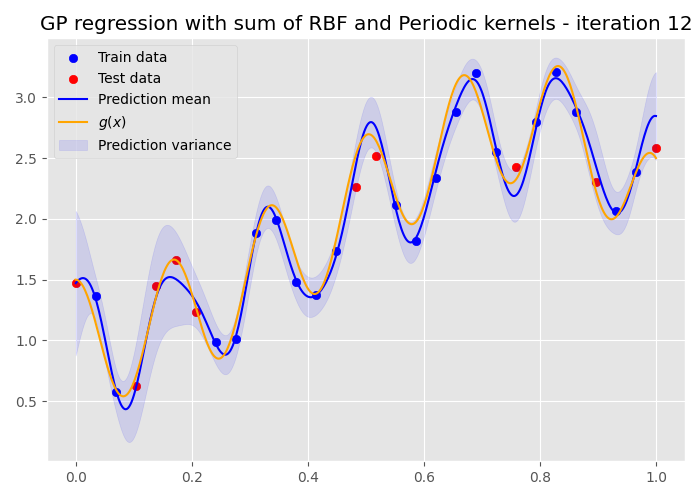 GP regression with sum of RBF and Periodic kernels - iteration 12
Train data
Test data
Prediction mean
g(x)
Prediction variance
3.0
2.5
2.0
1.5
1.0
0.5
0.0 0.2 0.4 0.6 0.8 1.0